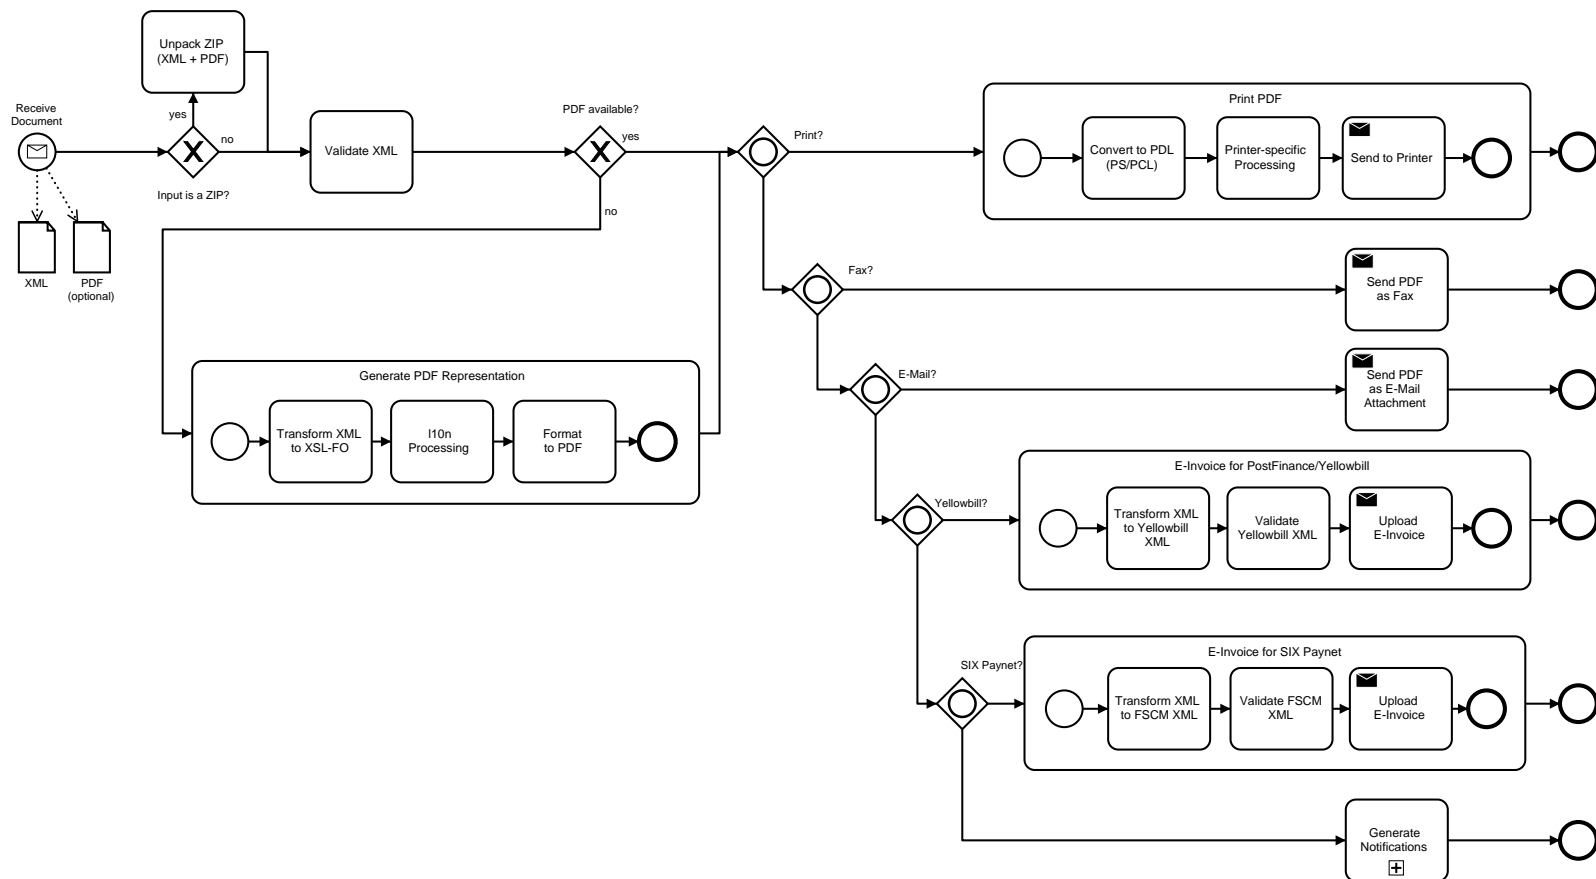 Unpack ZIP
(XML + PDF)
Receive
Document
yes
no
Input is a ZIP?
XML
PDF
(optional)
Validate XML
PDF available?
yes
no
Generate PDF Representation
Transform XML
to XSL-FO
l10n
Processing
Format
to PDF
Print?
Print PDF
Convert to PDL
(PS/PCL)
Printer-specific
Processing
Send to Printer
Fax?
Send PDF
as Fax
E-Mail?
Send PDF
as E-Mail
Attachment
Yellowbill?
E-Invoice for PostFinance/Yellowbill
Transform XML
to Yellowbill
XML
Validate
Yellowbill XML
Upload
E-Invoice
SIX Paynet?
E-Invoice for SIX Paynet
Transform XML
to FSCM XML
Validate FSCM
XML
Upload
E-Invoice
Generate
Notifications